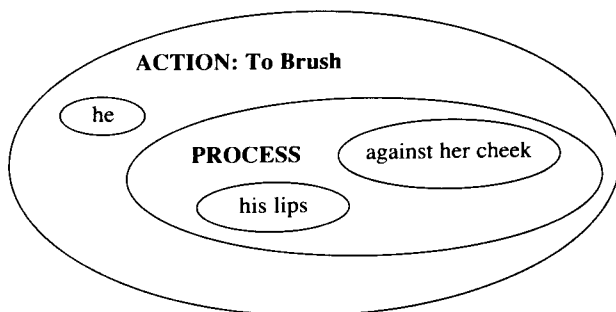 ACTION: To Brush
he
PROCESS
against her cheek
his lips